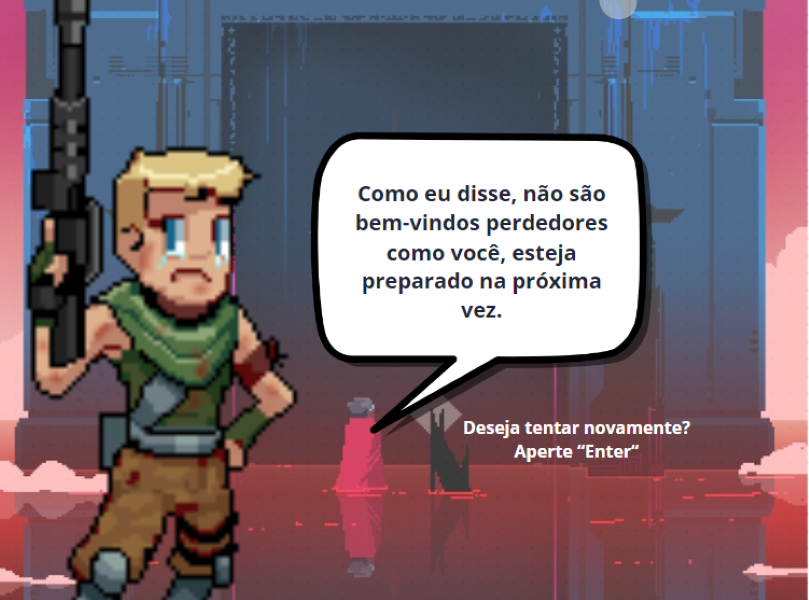 Como eu disse, não são
bem-vindos perdedores
como você, esteja
preparado na próxima
vez.
Deseja tentar novamente?
Aperte “Enter“